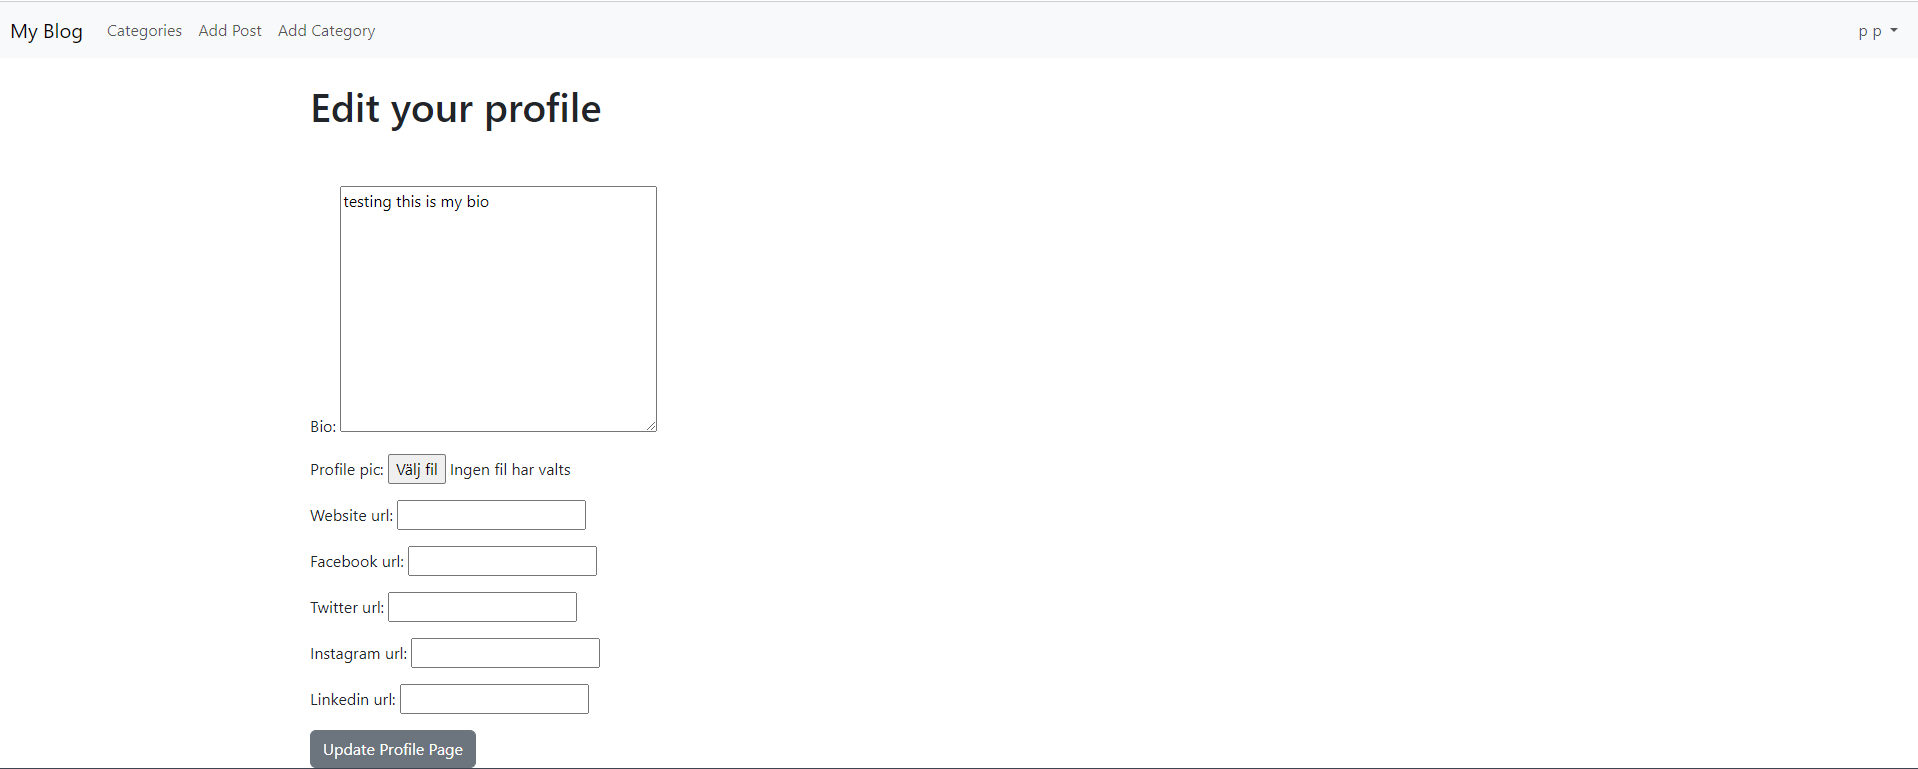 My Blog Categories Add Post Add Category p p
Edit your profile
testing this is my bio
Bio:
Profile pic: Välj fil Ingen fil har valts
Website url:
Facebook url:
Twitter url:
Instagram url:
Linkedin url:
Update Profile Page